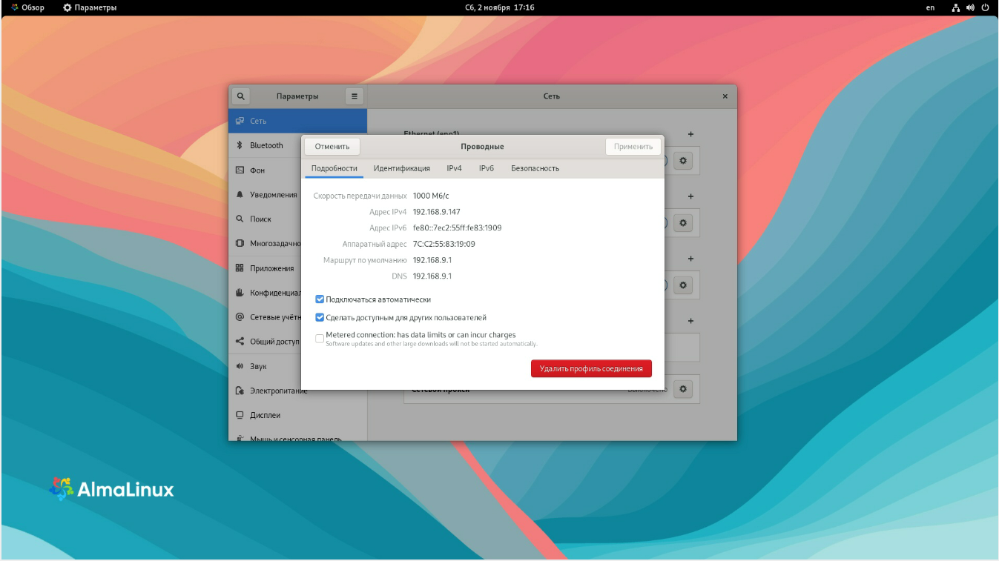 Обзор Параметры Сб, 2 ноября 17:16 en
Параметры Сеть
Сеть
Bluetooth
Фон
Уведомления
Поиск
Многозадачно
Приложения
Конфиденциал
Сетевые учётн
Общий доступ
Звук
Электропитание
Дисплеи
Мышь и сенсорная панель
Ethernet (eno1)
Отменить Проводные Применить
Подробности Идентификация IPv4 IPv6 Безопасность
Скорость передачи данных 1000 Мб/с
Адрес IPv4 192.168.9.147
Адрес IPv6 fe80::7ec2:55ff:fe83:1909
Аппаратный адрес 7C:C2:55:83:19:09
Маршрут по умолчанию 192.168.9.1
DNS 192.168.9.1
Подключаться автоматически
Сделать доступным для других пользователей
Metered connection: has data limits or can incur charges
Software updates and other large downloads will not be started automatically.
Удалить профиль соединения
Сетевой прокси Выключено
AlmaLinux